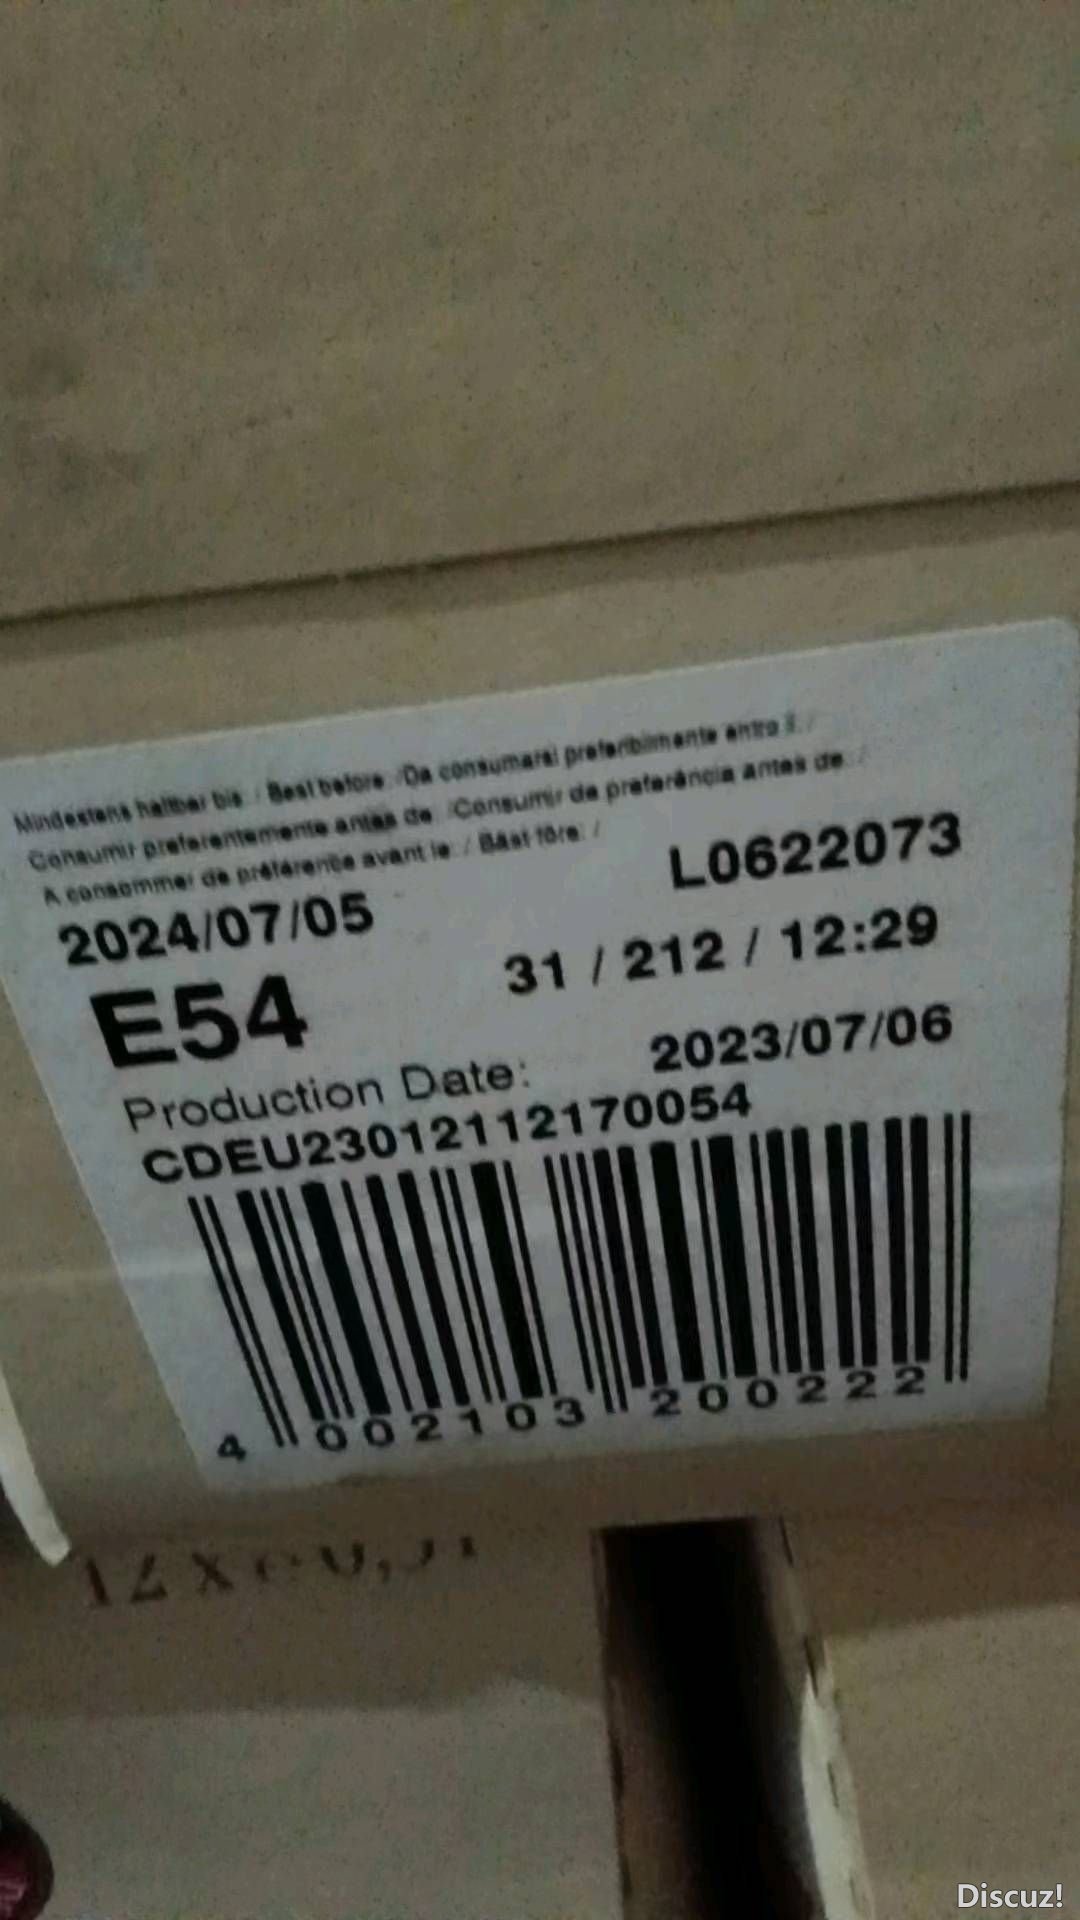 Mindestens haltbar bis: / Best before: /Da consumarsi preferibilmente entro il: /
Consumir preferentemente antes de: /Consumir de preferência antes de: /
A consommer de préférence avant le: / Bäst före: /
2024/07/05
L0622073
E54
31 / 212 / 12:29
Production Date: 2023/07/06
CDEU23012112170054
4 002103 200222
Discuz!